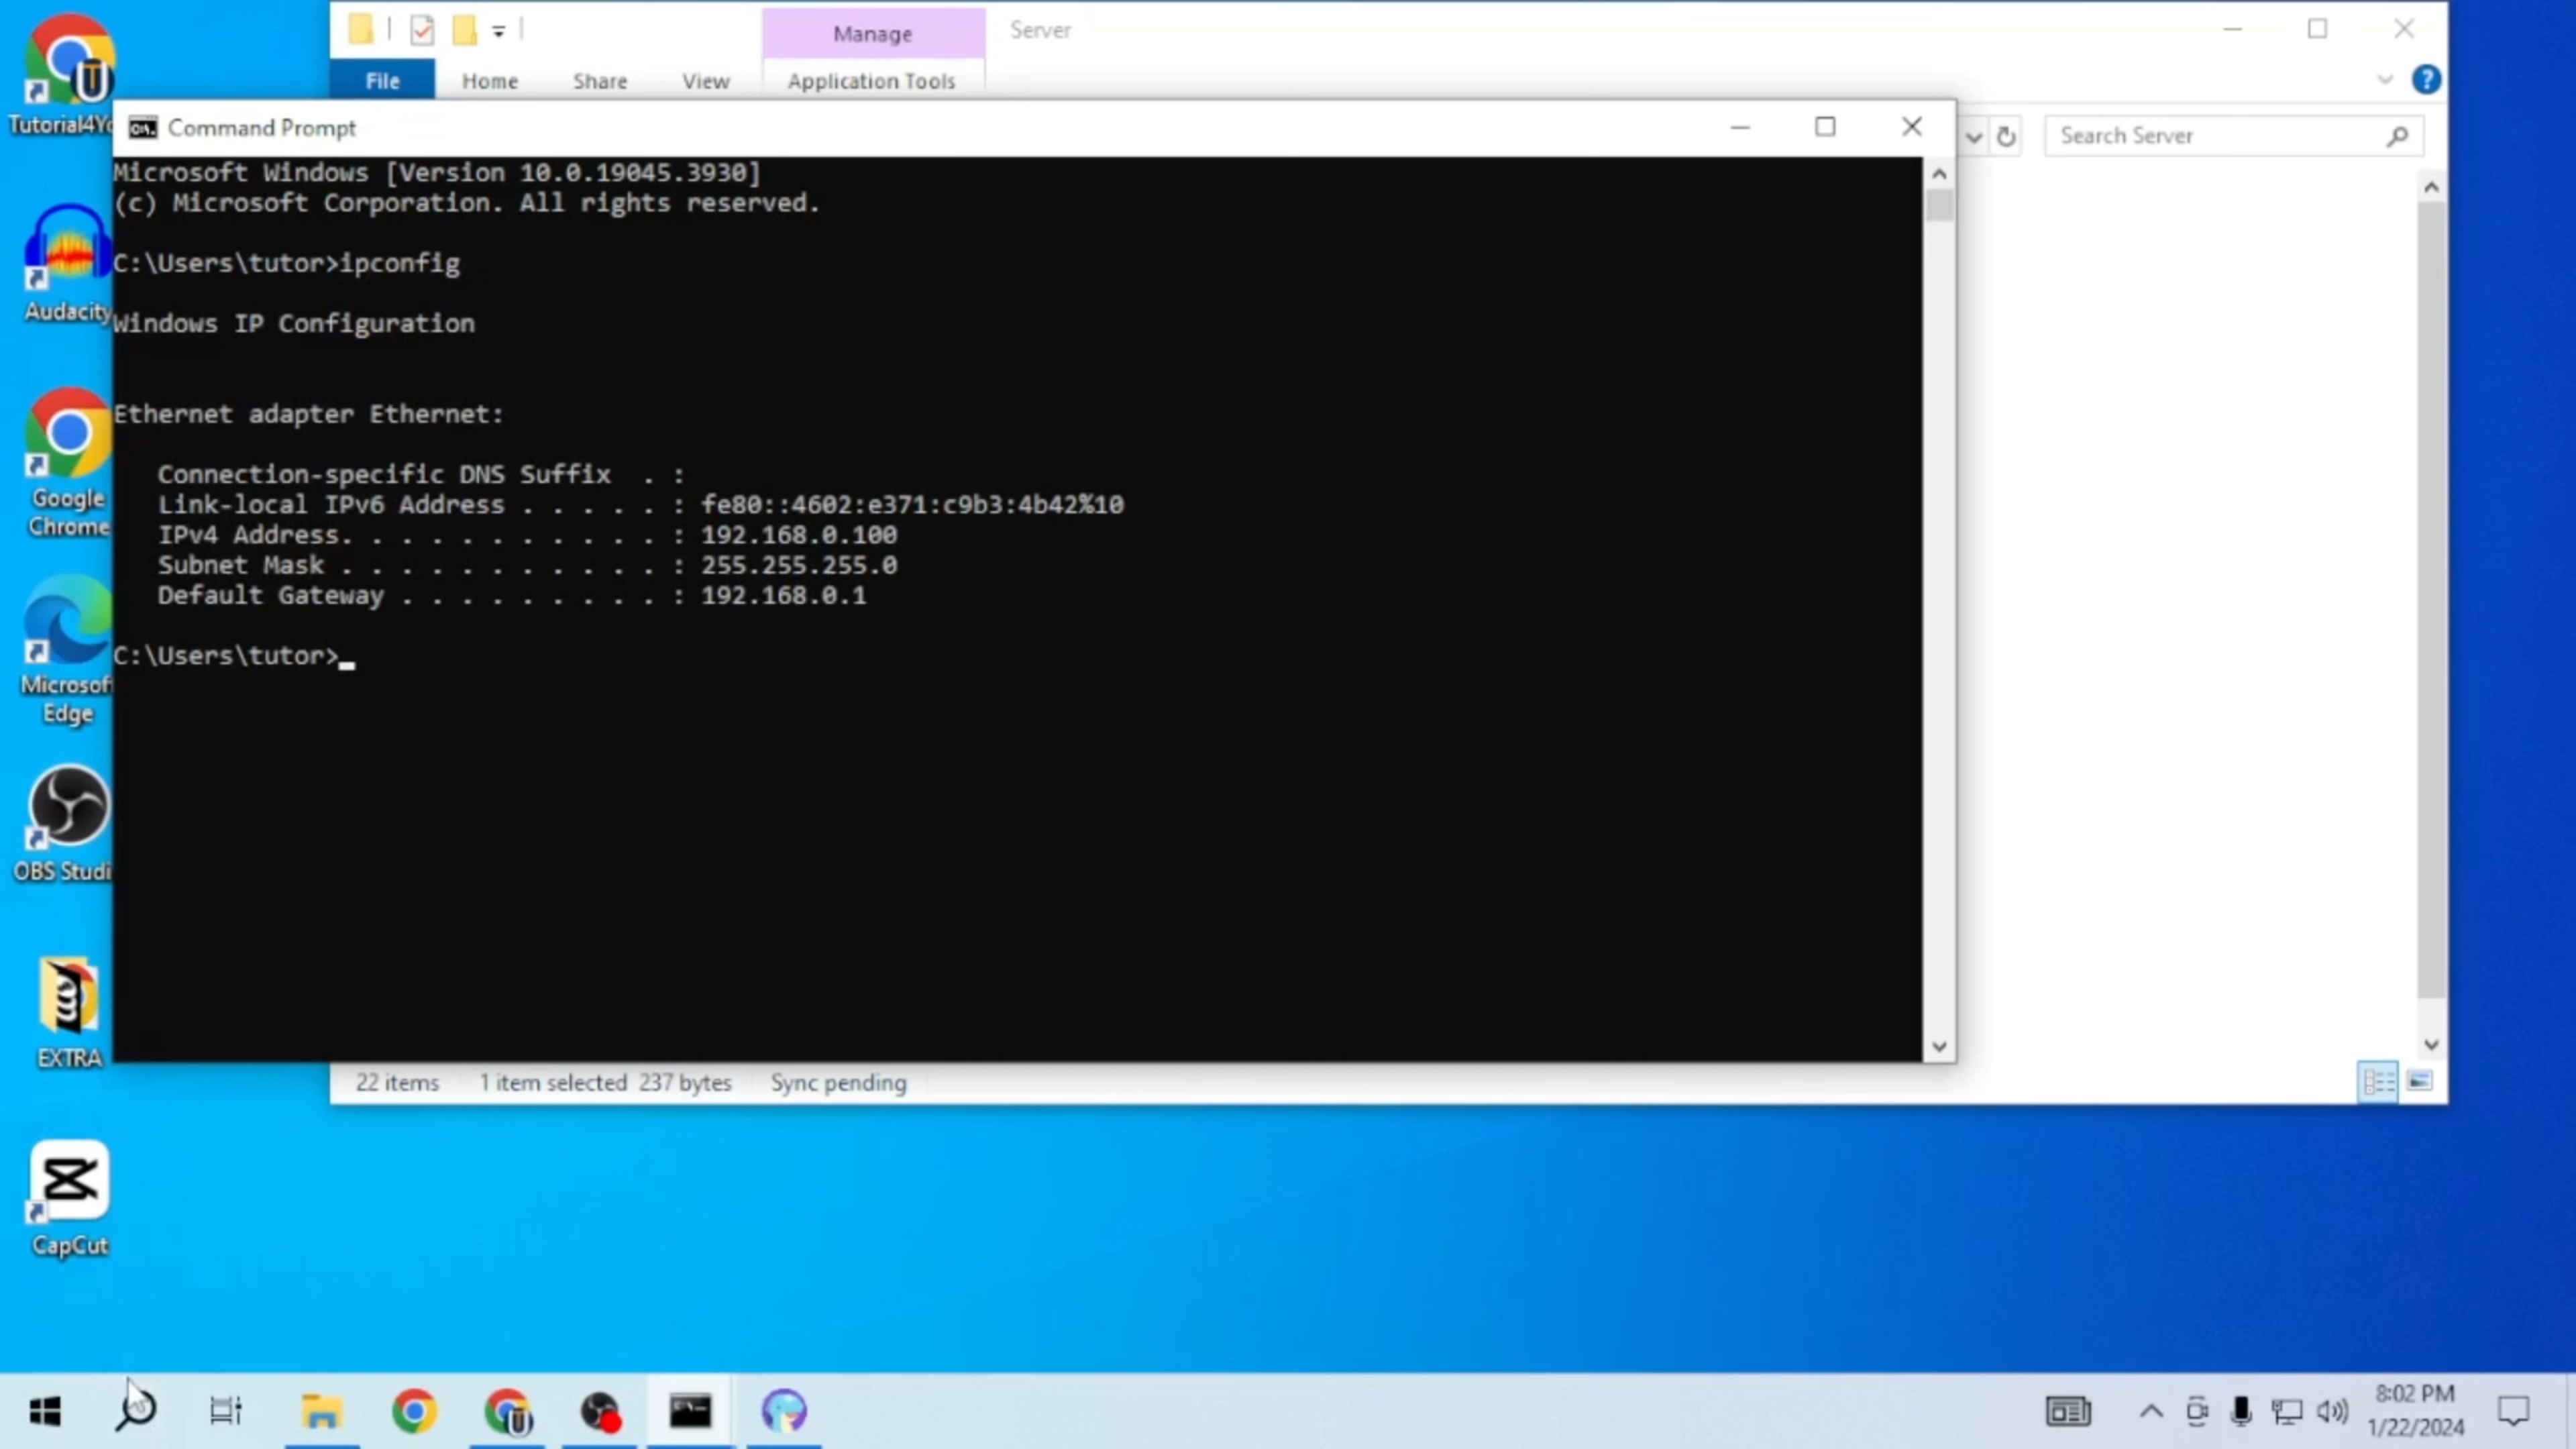 Manage
Server
File
Home
Share
View
Application Tools
Search Server
Command Prompt
Microsoft Windows [Version 10.0.19045.3930]
(c) Microsoft Corporation. All rights reserved.
C:\Users\tutor>ipconfig
Windows IP Configuration
Ethernet adapter Ethernet:
Connection-specific DNS Suffix . :
Link-local IPv6 Address . . . . . : fe80::4602:e371:c9b3:4b42%10
IPv4 Address. . . . . . . . . . . : 192.168.0.100
Subnet Mask . . . . . . . . . . . : 255.255.255.0
Default Gateway . . . . . . . . . : 192.168.0.1
C:\Users\tutor>
Tutorial4Yo
Audacity
Google
Chrome
Microsof
Edge
OBS Studi
EXTRA
CapCut
22 items
1 item selected 237 bytes
Sync pending
8:02 PM
1/22/2024